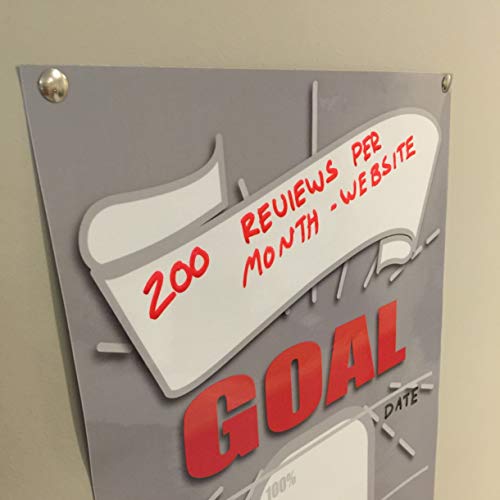 200 REVIEWS PER
MONTH - WEBSITE
GOAL
DATE
100%